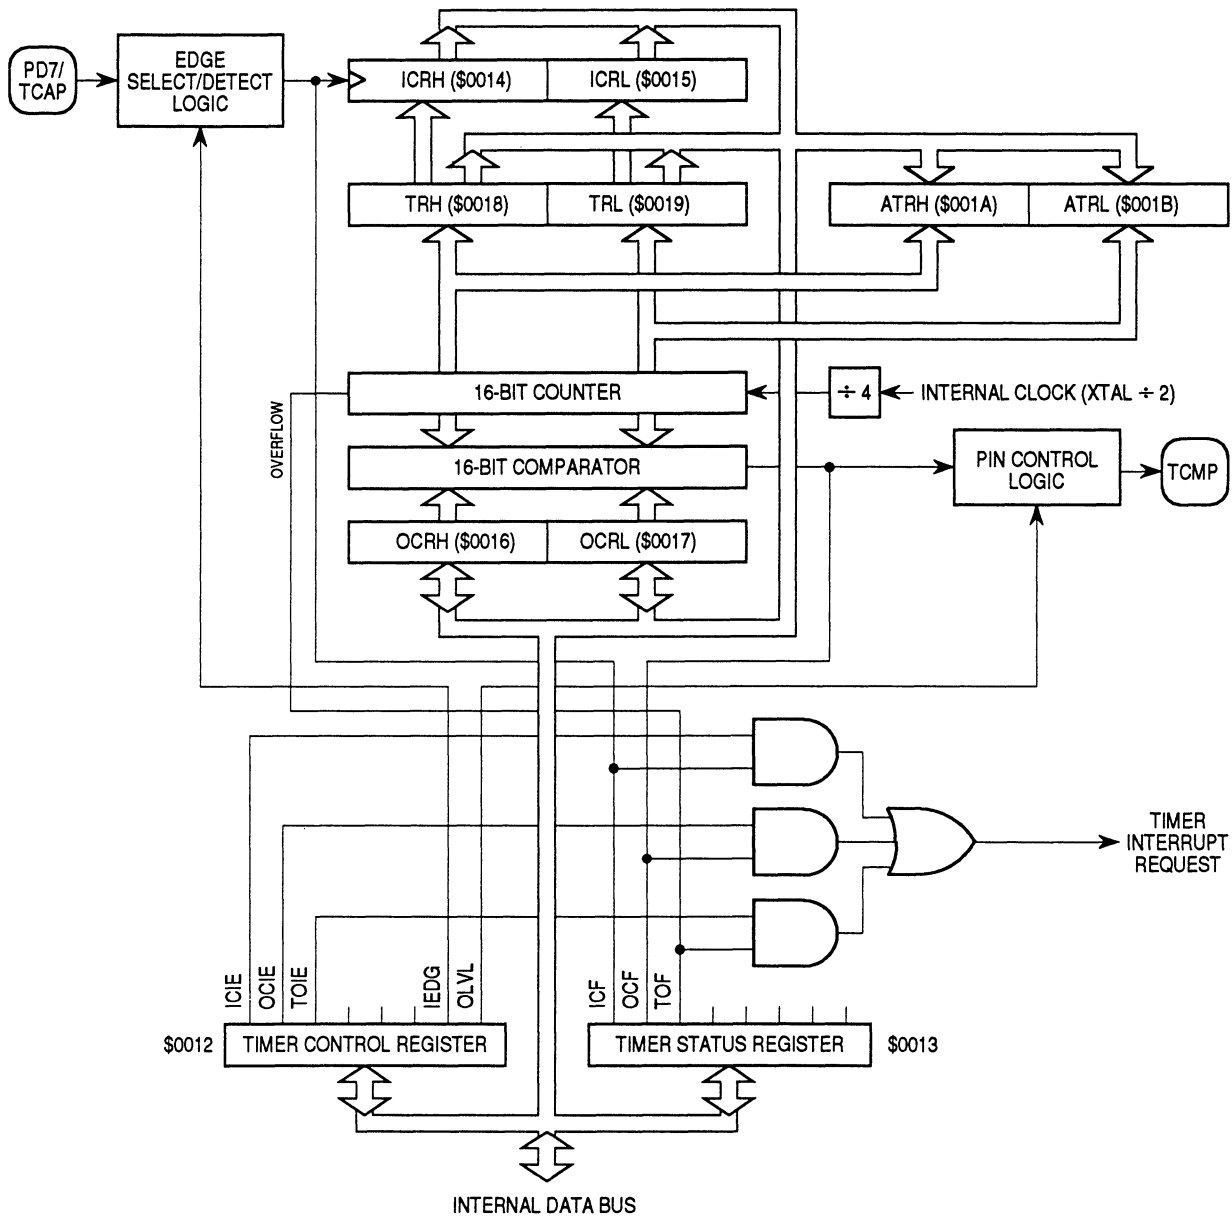 PD7/
TCAP
EDGE
SELECT/DETECT
LOGIC
ICRH ($0014)
ICRL ($0015)
TRH ($0018)
TRL ($0019)
ATRH ($001A)
ATRL ($001B)
16-BIT COUNTER
÷ 4
INTERNAL CLOCK (XTAL ÷ 2)
OVERFLOW
16-BIT COMPARATOR
PIN CONTROL
LOGIC
TCMP
OCRH ($0016)
OCRL ($0017)
TIMER
INTERRUPT
REQUEST
ICIE
OCIE
TOIE
IEDG
OLVL
ICF
OCF
TOF
$0012
TIMER CONTROL REGISTER
TIMER STATUS REGISTER
$0013
INTERNAL DATA BUS